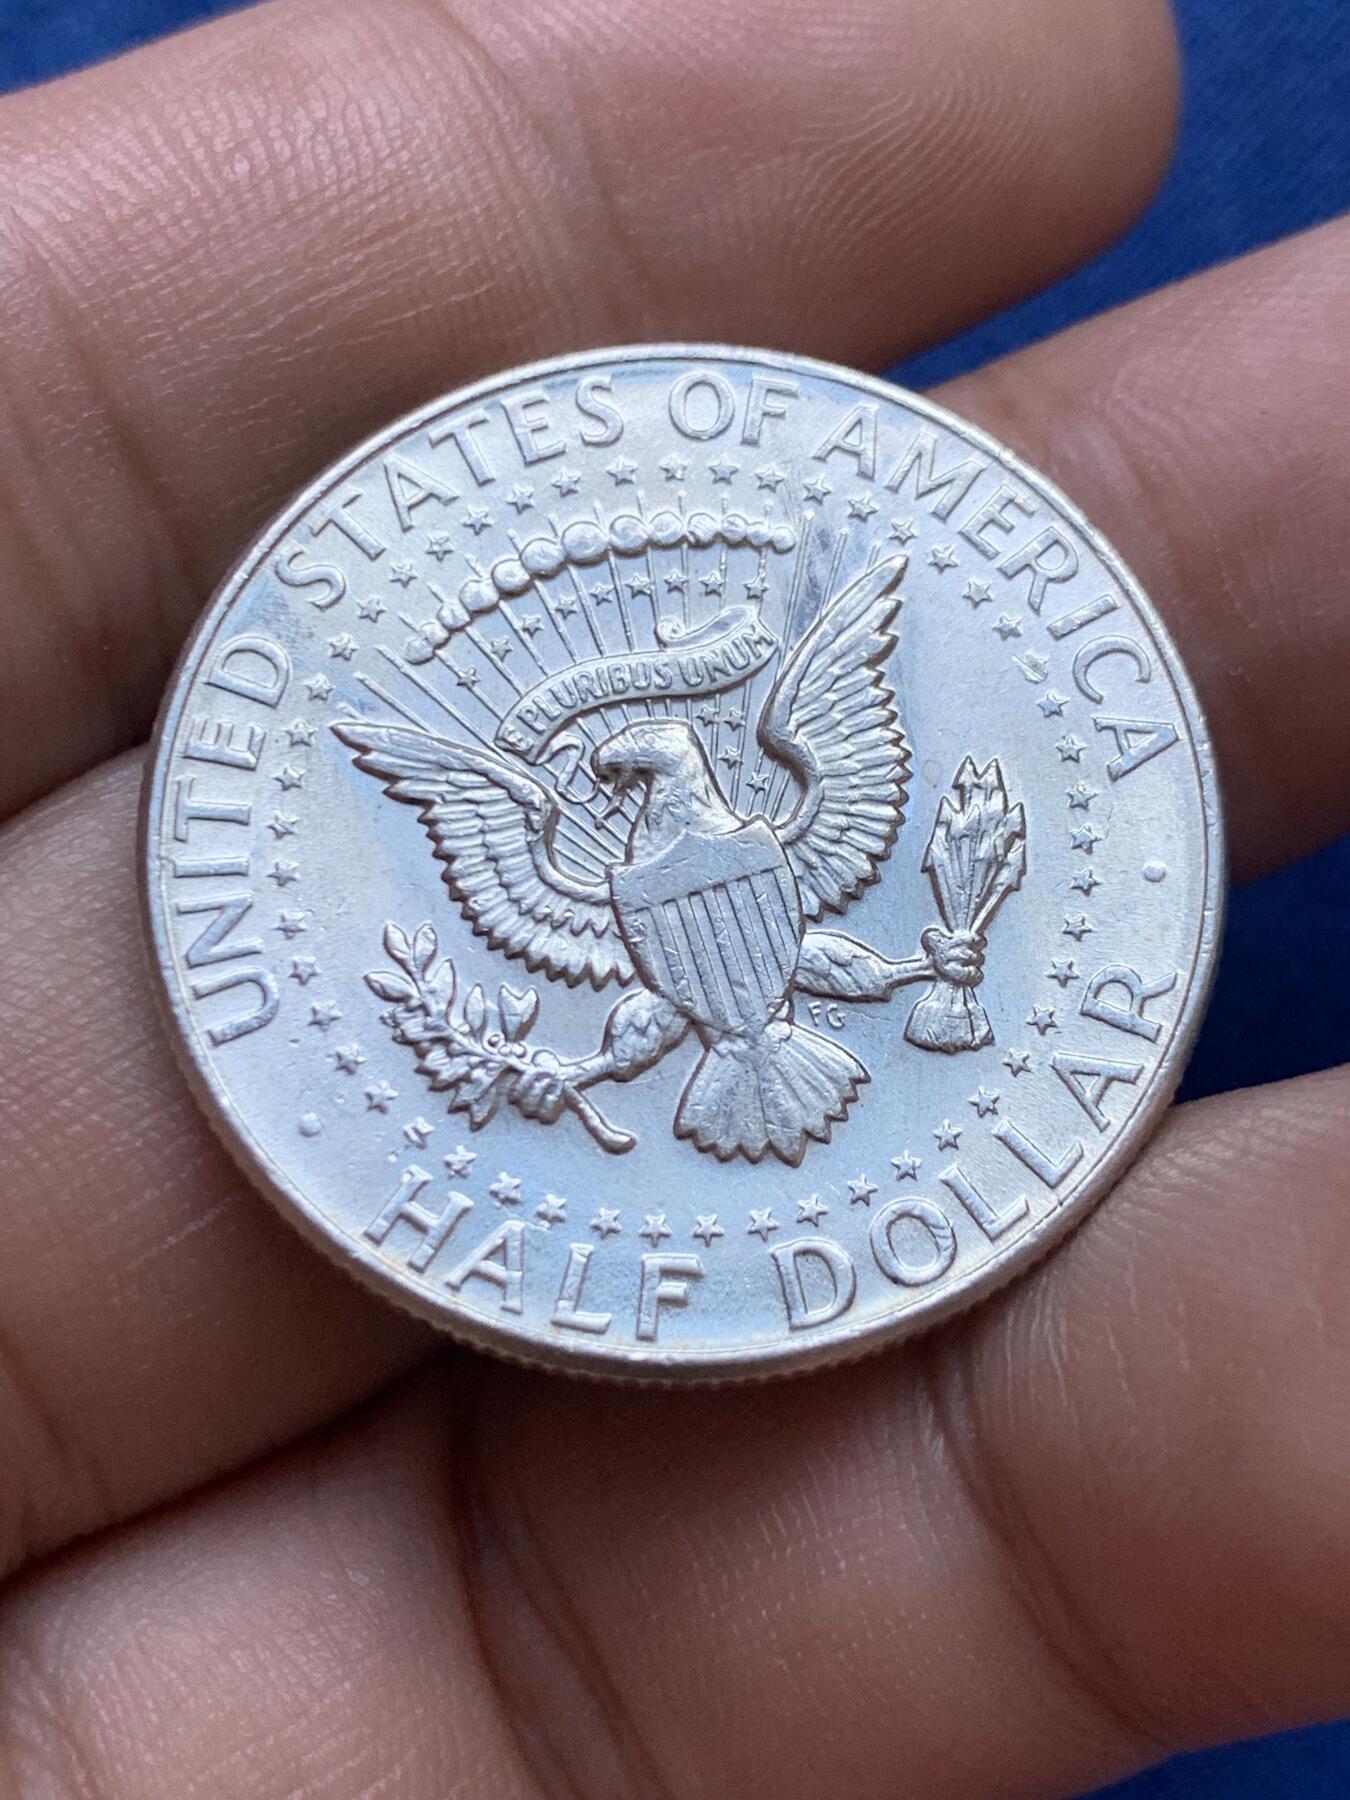 UNITED STATES OF AMERICA
E PLURIBUS UNUM
FG
HALF DOLLAR